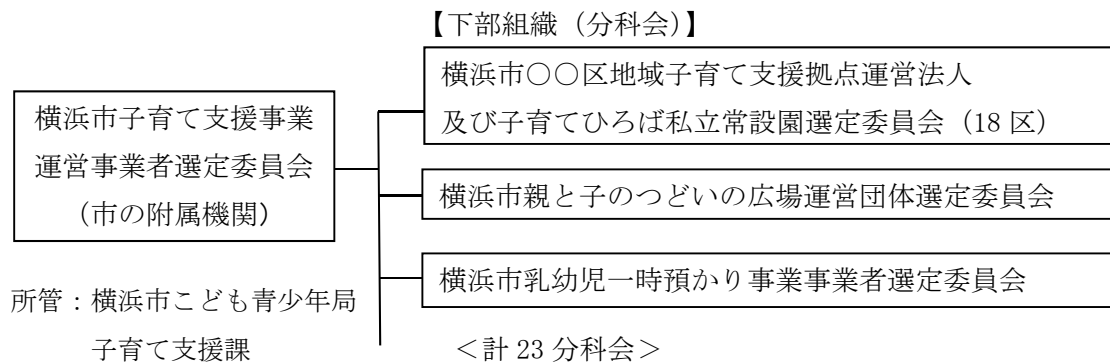 【下部組織（分科会）】
横浜市○○区地域子育て支援拠点運営法人
及び子育てひろば私立常設園選定委員会（18 区）
横浜市子育て支援事業
運営事業者選定委員会
（市の附属機関）
横浜市親と子のつどいの広場運営団体選定委員会
横浜市乳幼児一時預かり事業事業者選定委員会
所管：横浜市こども青少年局
子育て支援課
＜計 23 分科会＞